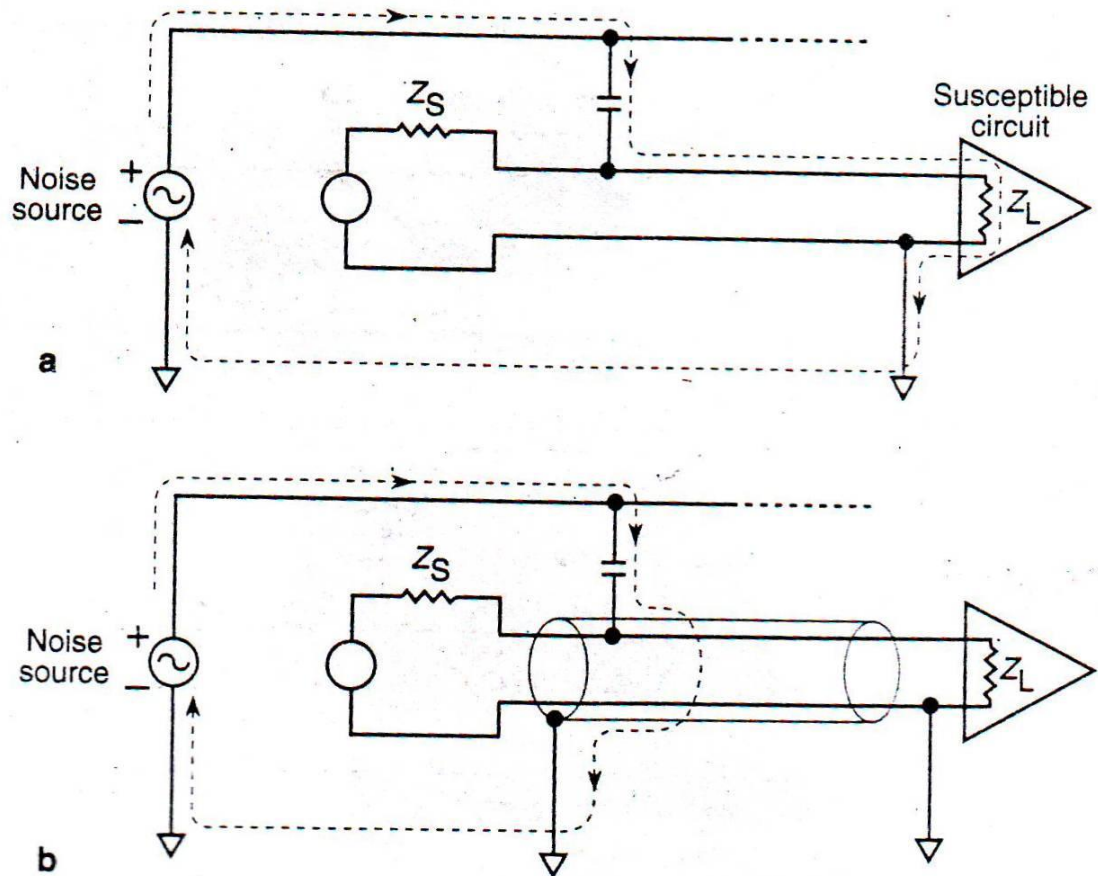 Z_S
Susceptible
circuit
Noise
source
+
−
Z_L
a
Z_S
Noise
source
+
−
Z_L
b